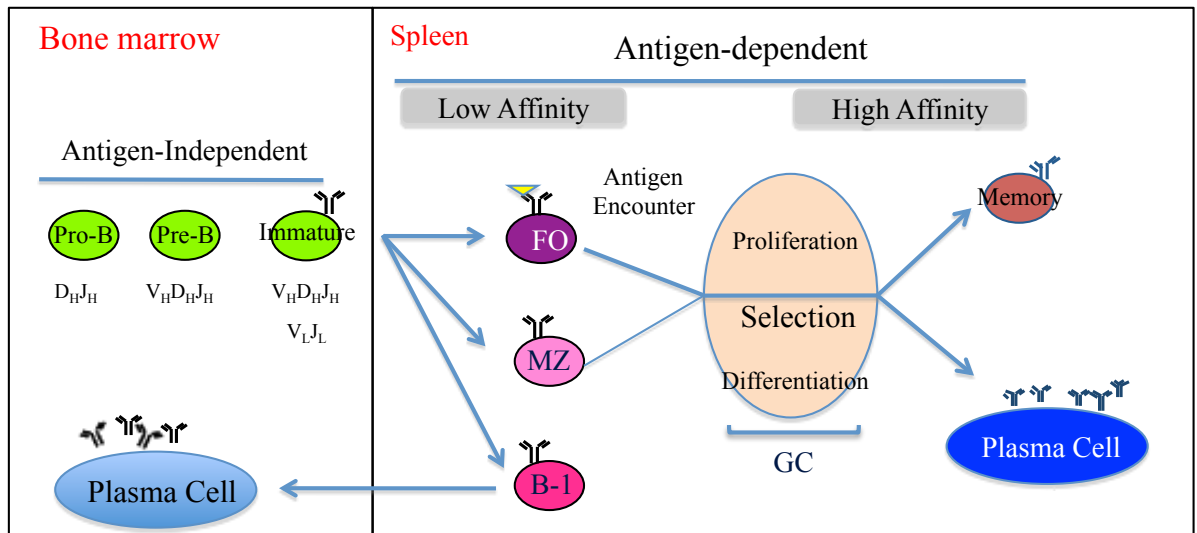 Bone marrow
Antigen-Independent
Pro-B
Pre-B
Immature
DHJH
VHDHJH
VHDHJH
VLJL
Plasma Cell
Spleen
Antigen-dependent
Low Affinity
High Affinity
FO
MZ
B-1
Antigen
Encounter
Proliferation
Selection
Differentiation
GC
Memory
Plasma Cell